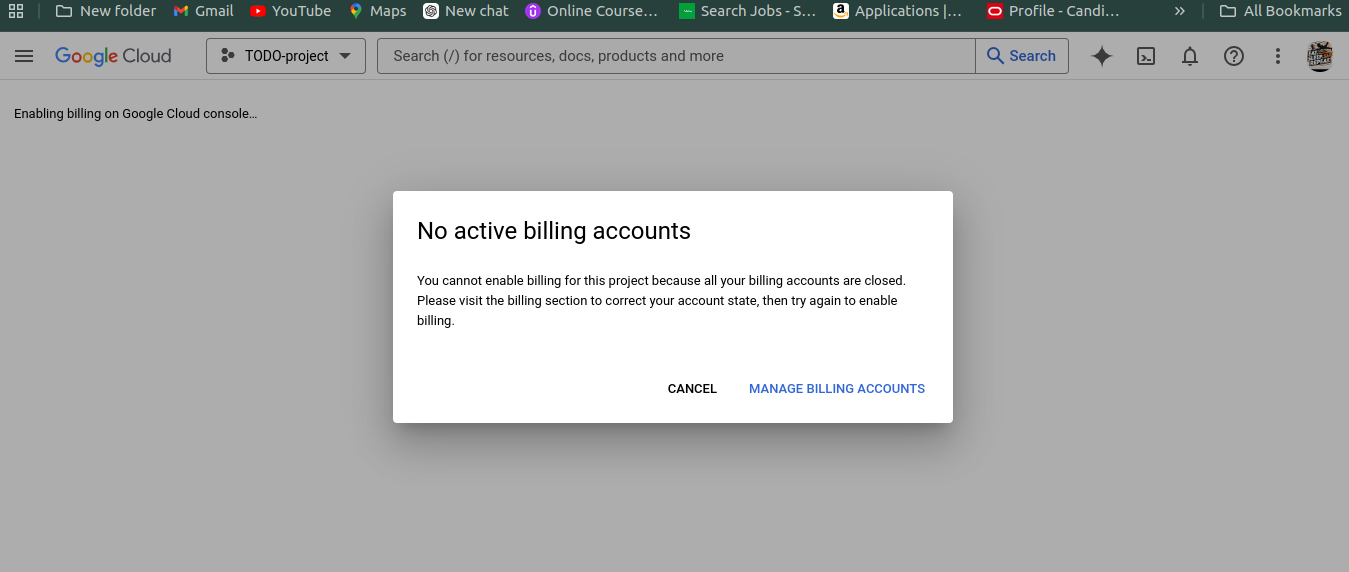 New folder Gmail YouTube Maps New chat Online Course… Search Jobs - S… Applications |… Profile - Candi… » All Bookmarks
Google Cloud TODO-project Search (/) for resources, docs, products and more Search
Enabling billing on Google Cloud console…
No active billing accounts
You cannot enable billing for this project because all your billing accounts are closed.
Please visit the billing section to correct your account state, then try again to enable
billing.
CANCEL MANAGE BILLING ACCOUNTS